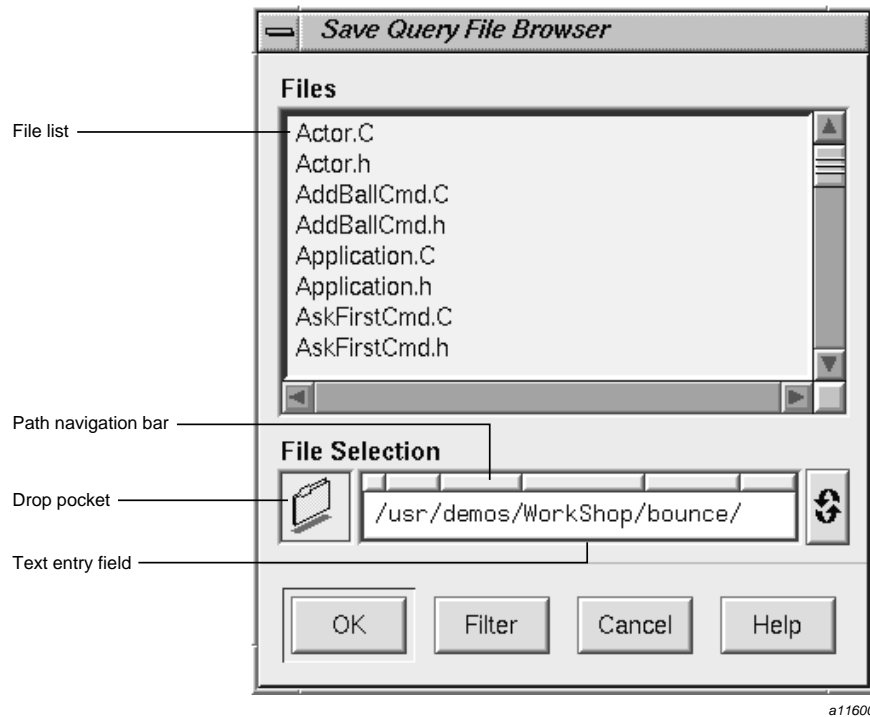 Save Query File Browser
Files
File list
Actor.C
Actor.h
AddBallCmd.C
AddBallCmd.h
Application.C
Application.h
AskFirstCmd.C
AskFirstCmd.h
Path navigation bar
File Selection
Drop pocket
/usr/demos/WorkShop/bounce/
Text entry field
OK
Filter
Cancel
Help
a11600